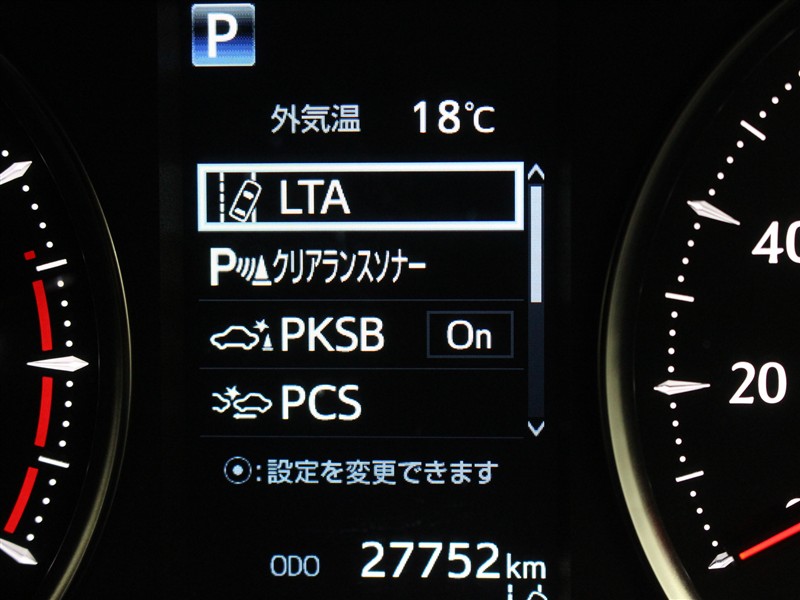 P
外気温 18℃
LTA
Pクリアランスソナー
PKSB On
PCS
:設定を変更できます
ODO 27752km
40
20